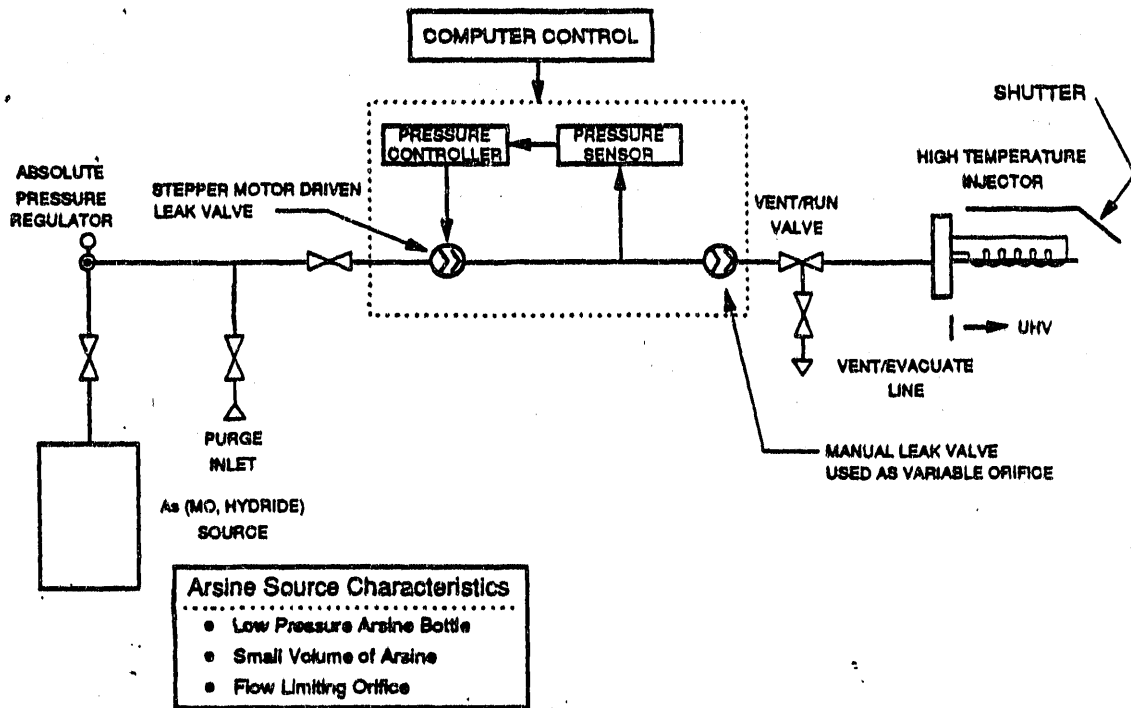 COMPUTER CONTROL
SHUTTER
PRESSURE
CONTROLLER
PRESSURE
SENSOR
HIGH TEMPERATURE
INJECTOR
ABSOLUTE
PRESSURE
REGULATOR
STEPPER MOTOR DRIVEN
LEAK VALVE
VENT/RUN
VALVE
UHV
VENT/EVACUATE
LINE
PURGE
INLET
MANUAL LEAK VALVE
USED AS VARIABLE ORIFICE
As (MO, HYDRIDE)
SOURCE
Arsine Source Characteristics
• Low Pressure Arsine Bottle
• Small Volume of Arsine
• Flow Limiting Orifice